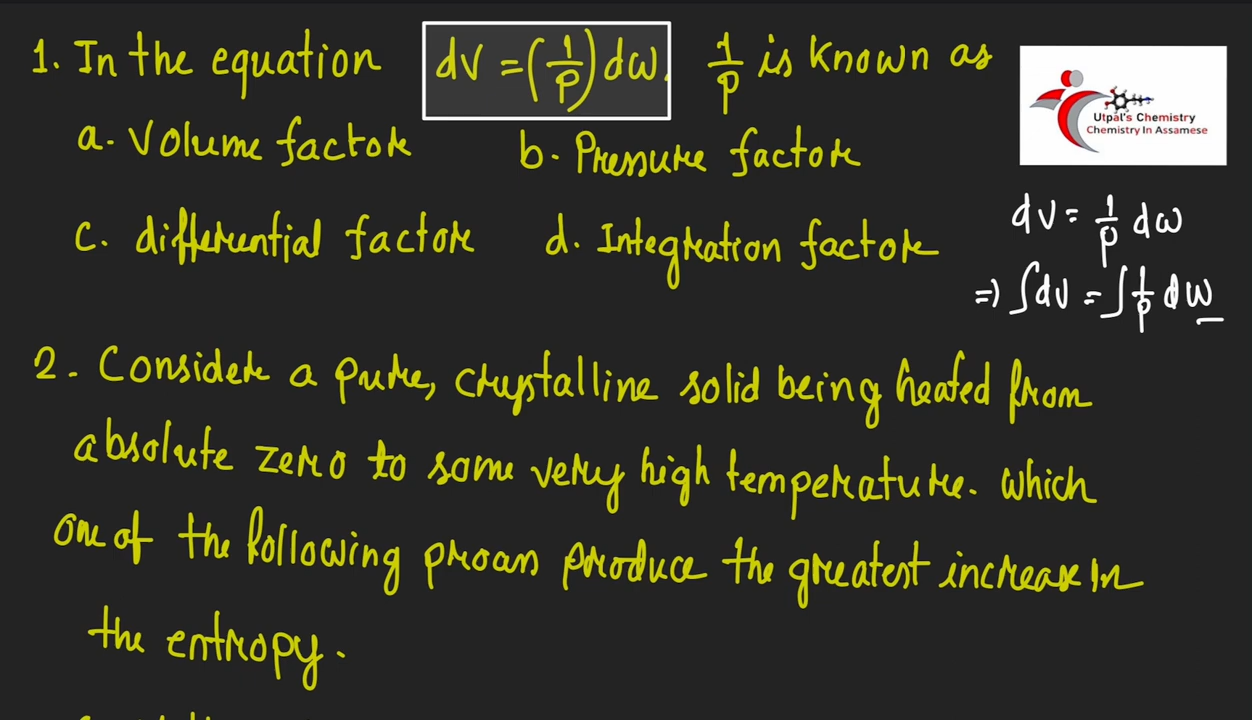 1. In the equation dv = (1/p) dω, 1/p is known as
a. Volume factor b. Pressure factor
c. differential factor d. Integration factor
Utpal's Chemistry
Chemistry In Assamese
dv = 1/p dω
⇒ ∫dv = ∫1/p dω
2. Consider a pure, crystalline solid being heated from
absolute zero to some very high temperature. Which
one of the following process produce the greatest increase in
the entropy.